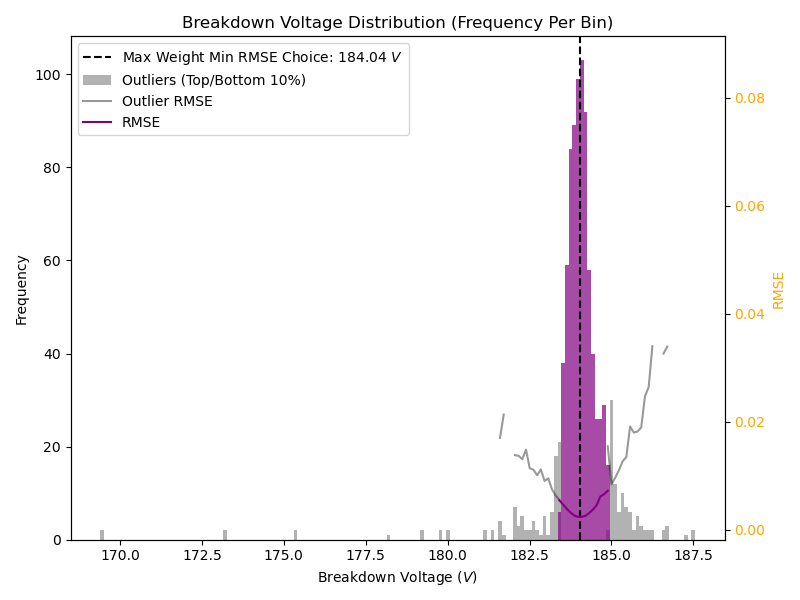 Breakdown Voltage Distribution (Frequency Per Bin)
Max Weight Min RMSE Choice: 184.04 V
Outliers (Top/Bottom 10%)
Outlier RMSE
RMSE
Frequency
100
80
60
40
20
0
0.08
0.06
0.04
0.02
0.00
RMSE
170.0 172.5 175.0 177.5 180.0 182.5 185.0 187.5
Breakdown Voltage (V)